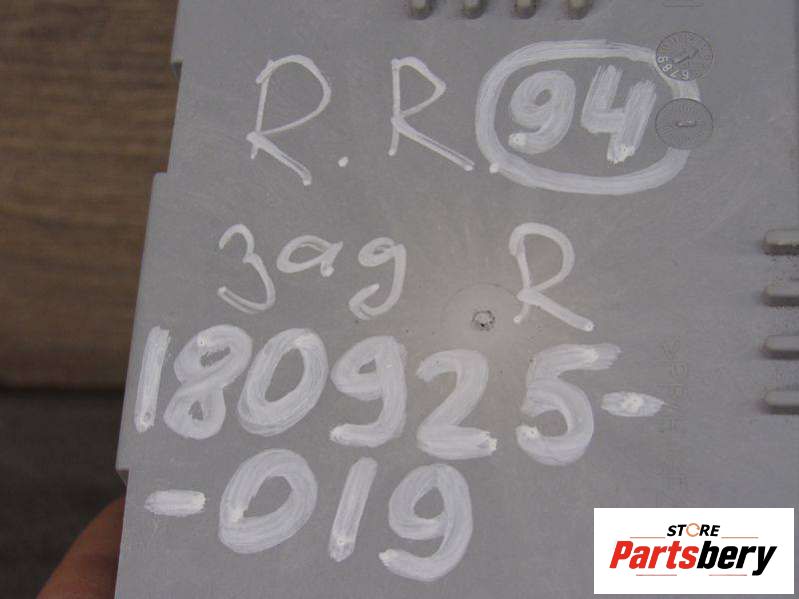 R.R. 94
зад R
180925-
-019
STORE
Partsbery